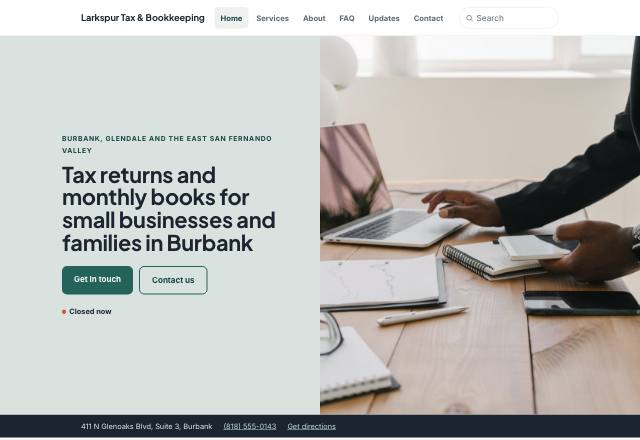 Larkspur Tax & Bookkeeping
Home
Services
About
FAQ
Updates
Contact
Search
BURBANK, GLENDALE AND THE EAST SAN FERNANDO
VALLEY
Tax returns and
monthly books for
small businesses and
families in Burbank
Get in touch
Contact us
Closed now
411 N Glenoaks Blvd, Suite 3, Burbank
(818) 555-0143
Get directions